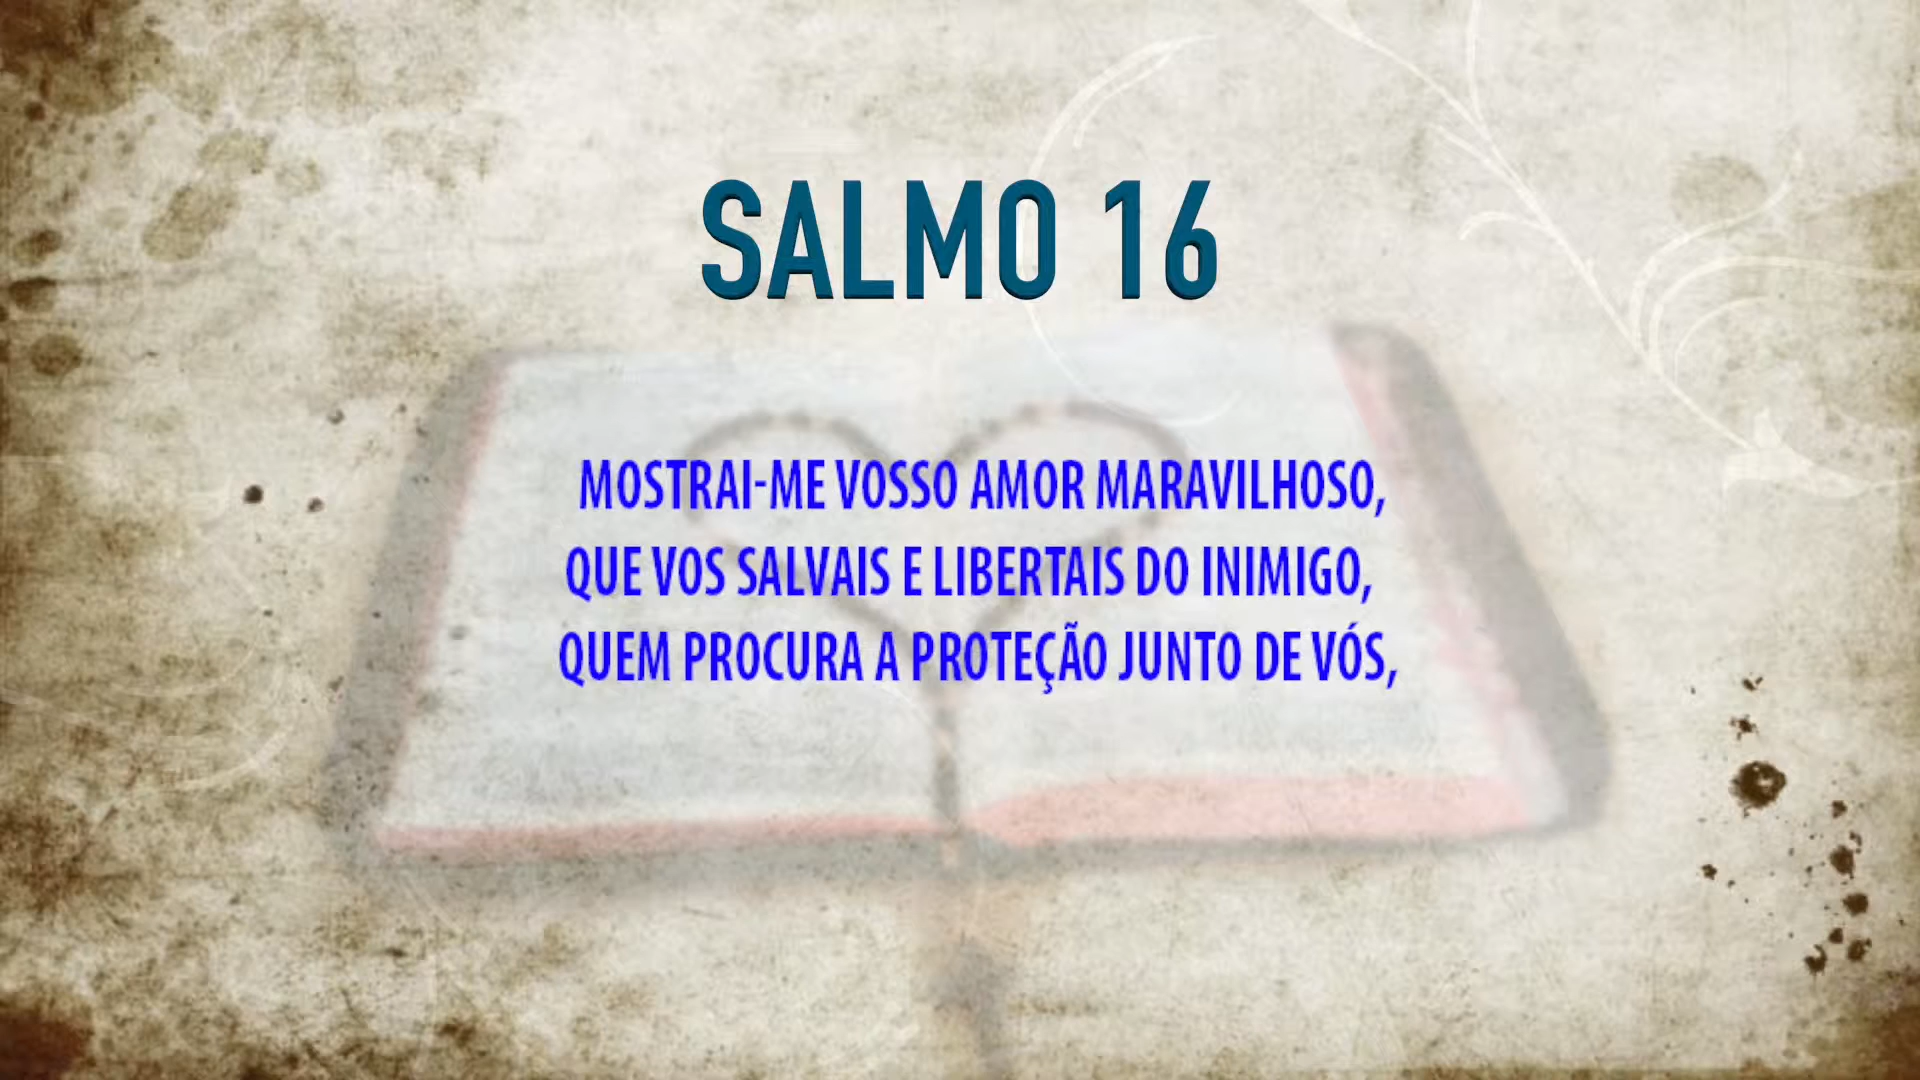 SALMO 16
MOSTRAI-ME VOSSO AMOR MARAVILHOSO,
QUE VOS SALVAIS E LIBERTAIS DO INIMIGO,
QUEM PROCURA A PROTEÇÃO JUNTO DE VÓS,